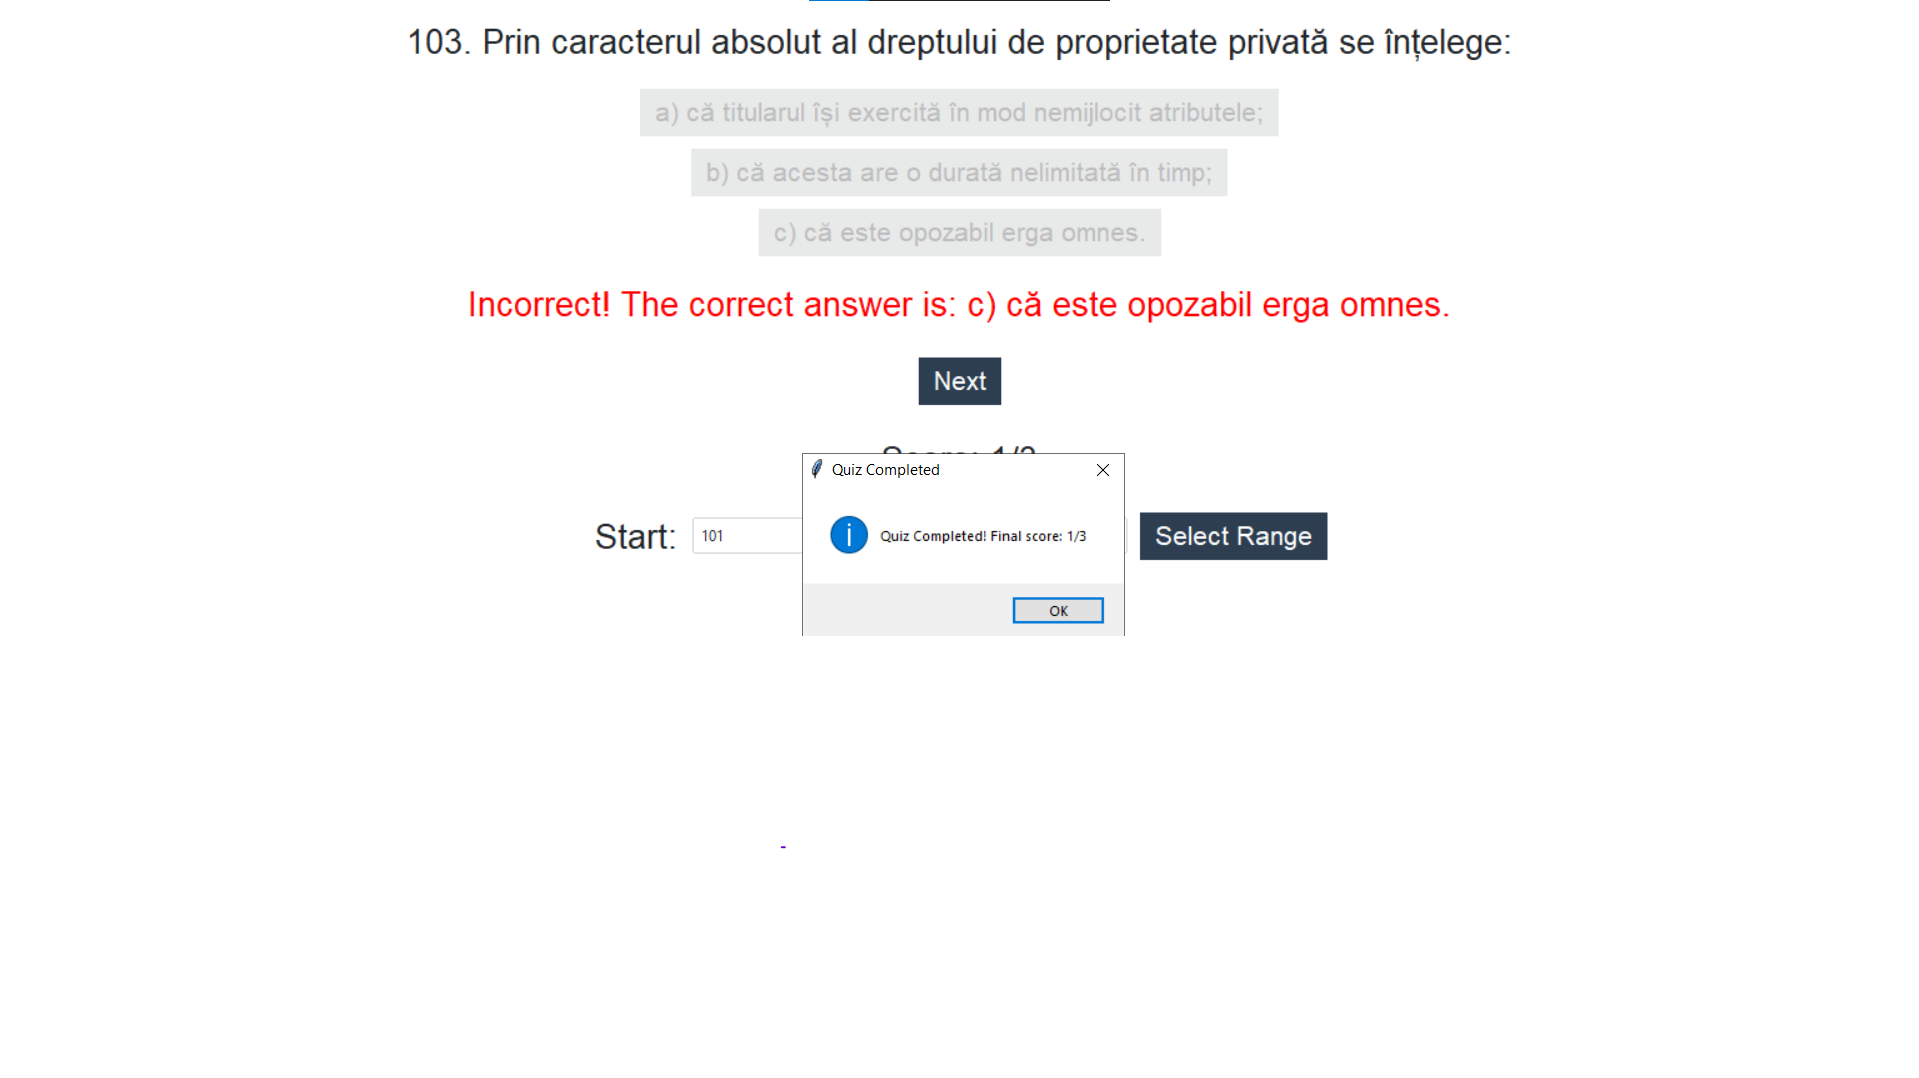 103. Prin caracterul absolut al dreptului de proprietate privată se înțelege:
a) că titularul își exercită în mod nemijlocit atributele;
b) că acesta are o durată nelimitată în timp;
c) că este opozabil erga omnes.
Incorrect! The correct answer is: c) că este opozabil erga omnes.
Next
Score: 1/3
Quiz Completed
Start: 101
Quiz Completed! Final score: 1/3
Select Range
OK